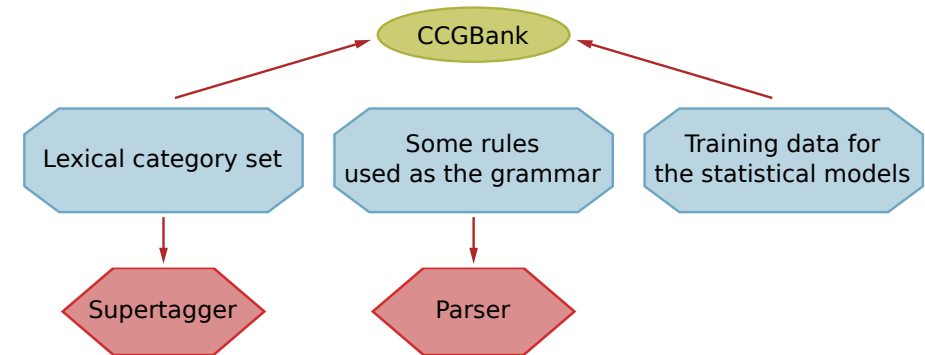 CCGBank
Lexical category set
Some rules
used as the grammar
Training data for
the statistical models
Supertagger
Parser